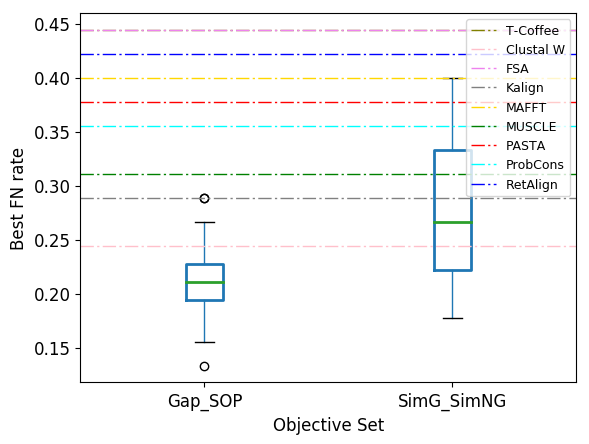 0.45
0.40
0.35
0.30
0.25
0.20
0.15
Best FN rate
T-Coffee
Clustal W
FSA
Kalign
MAFFT
MUSCLE
PASTA
ProbCons
RetAlign
Gap_SOP
SimG_SimNG
Objective Set